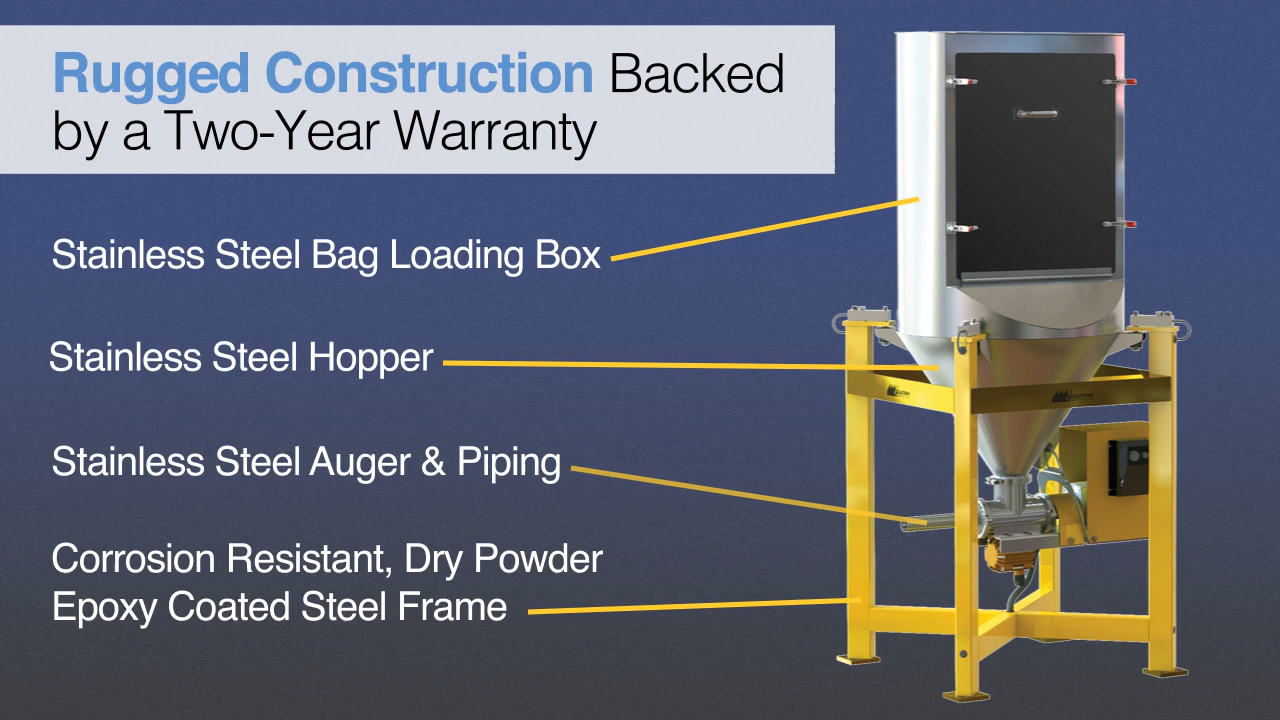 Rugged Construction Backed
by a Two-Year Warranty
Stainless Steel Bag Loading Box
Stainless Steel Hopper
Stainless Steel Auger & Piping
Corrosion Resistant, Dry Powder
Epoxy Coated Steel Frame